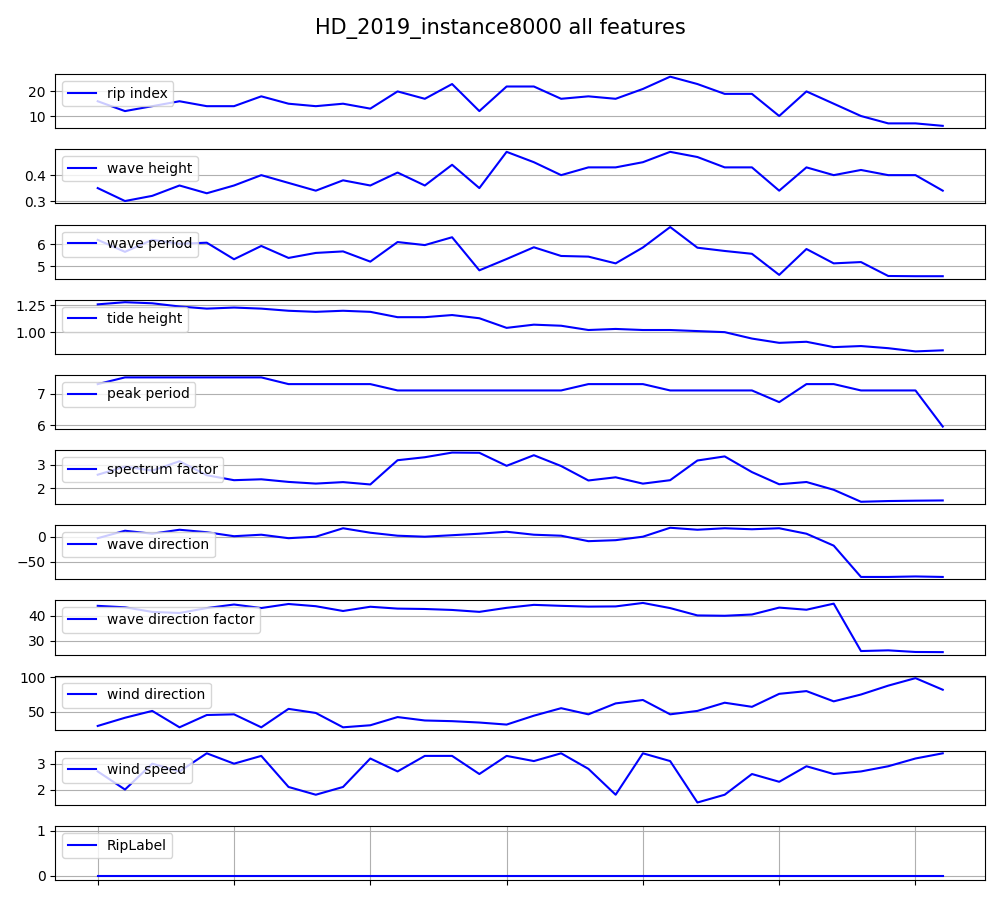 HD_2019_instance8000 all features
rip index
20
10
wave height
0.4
0.3
wave period
6
5
tide height
1.25
1.00
peak period
7
6
spectrum factor
3
2
wave direction
0
−50
wave direction factor
40
30
wind direction
100
50
wind speed
3
2
RipLabel
1
0